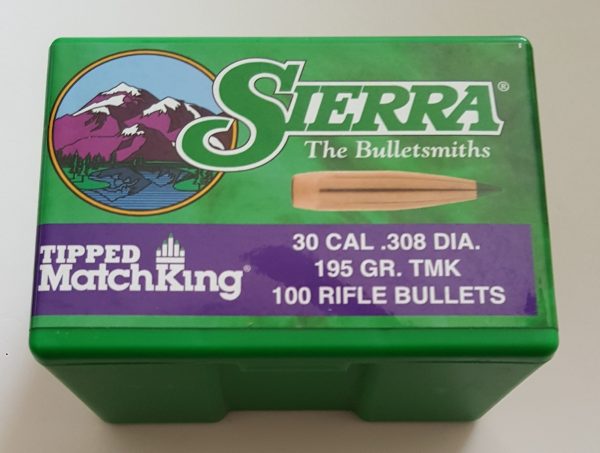 SIERRA®
The Bulletsmiths
TIPPED
MatchKing®
30 CAL .308 DIA.
195 GR. TMK
100 RIFLE BULLETS